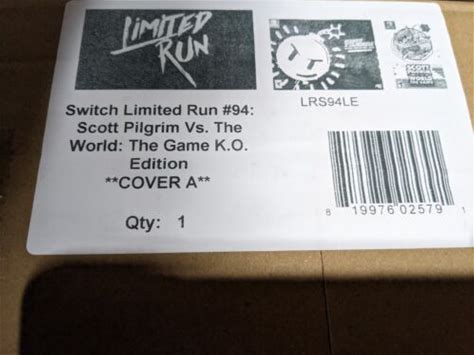 LIMITED
RUN
LRS94LE
Switch Limited Run #94:
Scott Pilgrim Vs. The
World: The Game K.O.
Edition
**COVER A**
Qty: 1
8 19976 02579 1